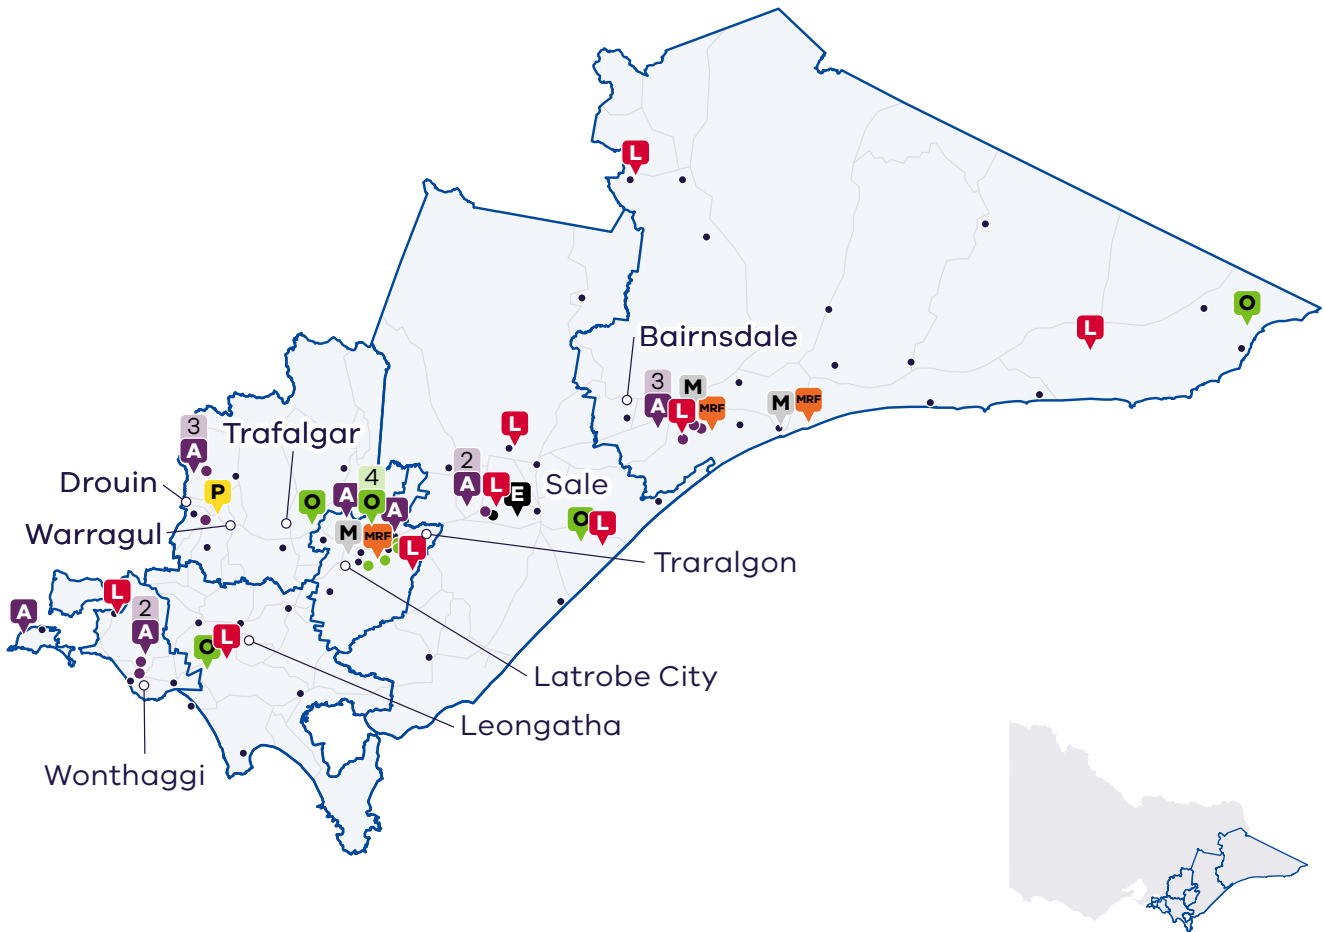 L
O
L
Bairnsdale
3
M
A
L
MRF
M
MRF
L
3
A
Trafalgar
2
A
L
E
Sale
Drouin
P
4
O
A
O
A
O
L
Warragul
M
MRF
L
Traralgon
L
A
2
A
O
L
Latrobe City
Leongatha
Wonthaggi